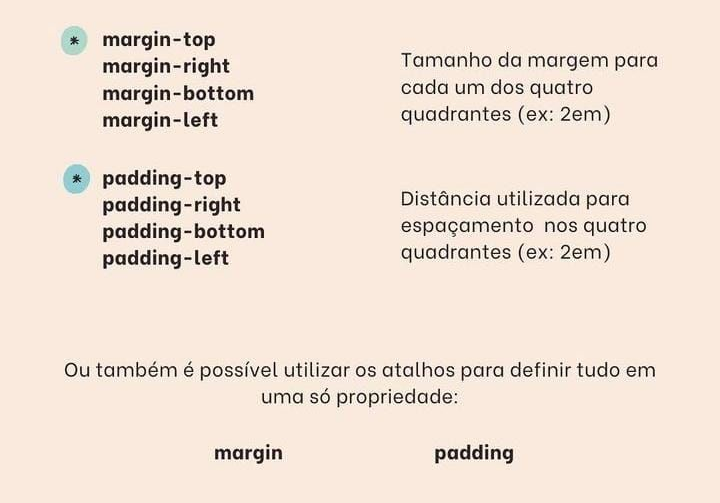 * margin-top
margin-right
margin-bottom
margin-left
Tamanho da margem para
cada um dos quatro
quadrantes (ex: 2em)
* padding-top
padding-right
padding-bottom
padding-left
Distância utilizada para
espaçamento nos quatro
quadrantes (ex: 2em)
Ou também é possível utilizar os atalhos para definir tudo em
uma só propriedade:
margin padding